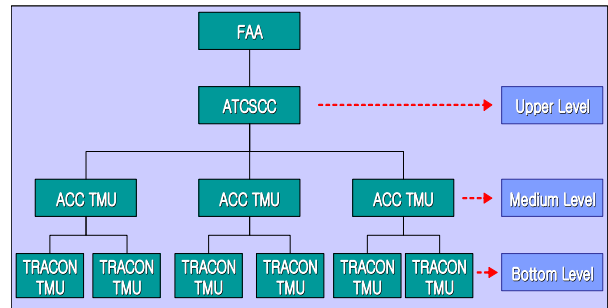 FAA
ATCSCC
Upper Level
ACC TMU
ACC TMU
ACC TMU
Medium Level
TRACON
TMU
TRACON
TMU
TRACON
TMU
TRACON
TMU
TRACON
TMU
TRACON
TMU
Bottom Level